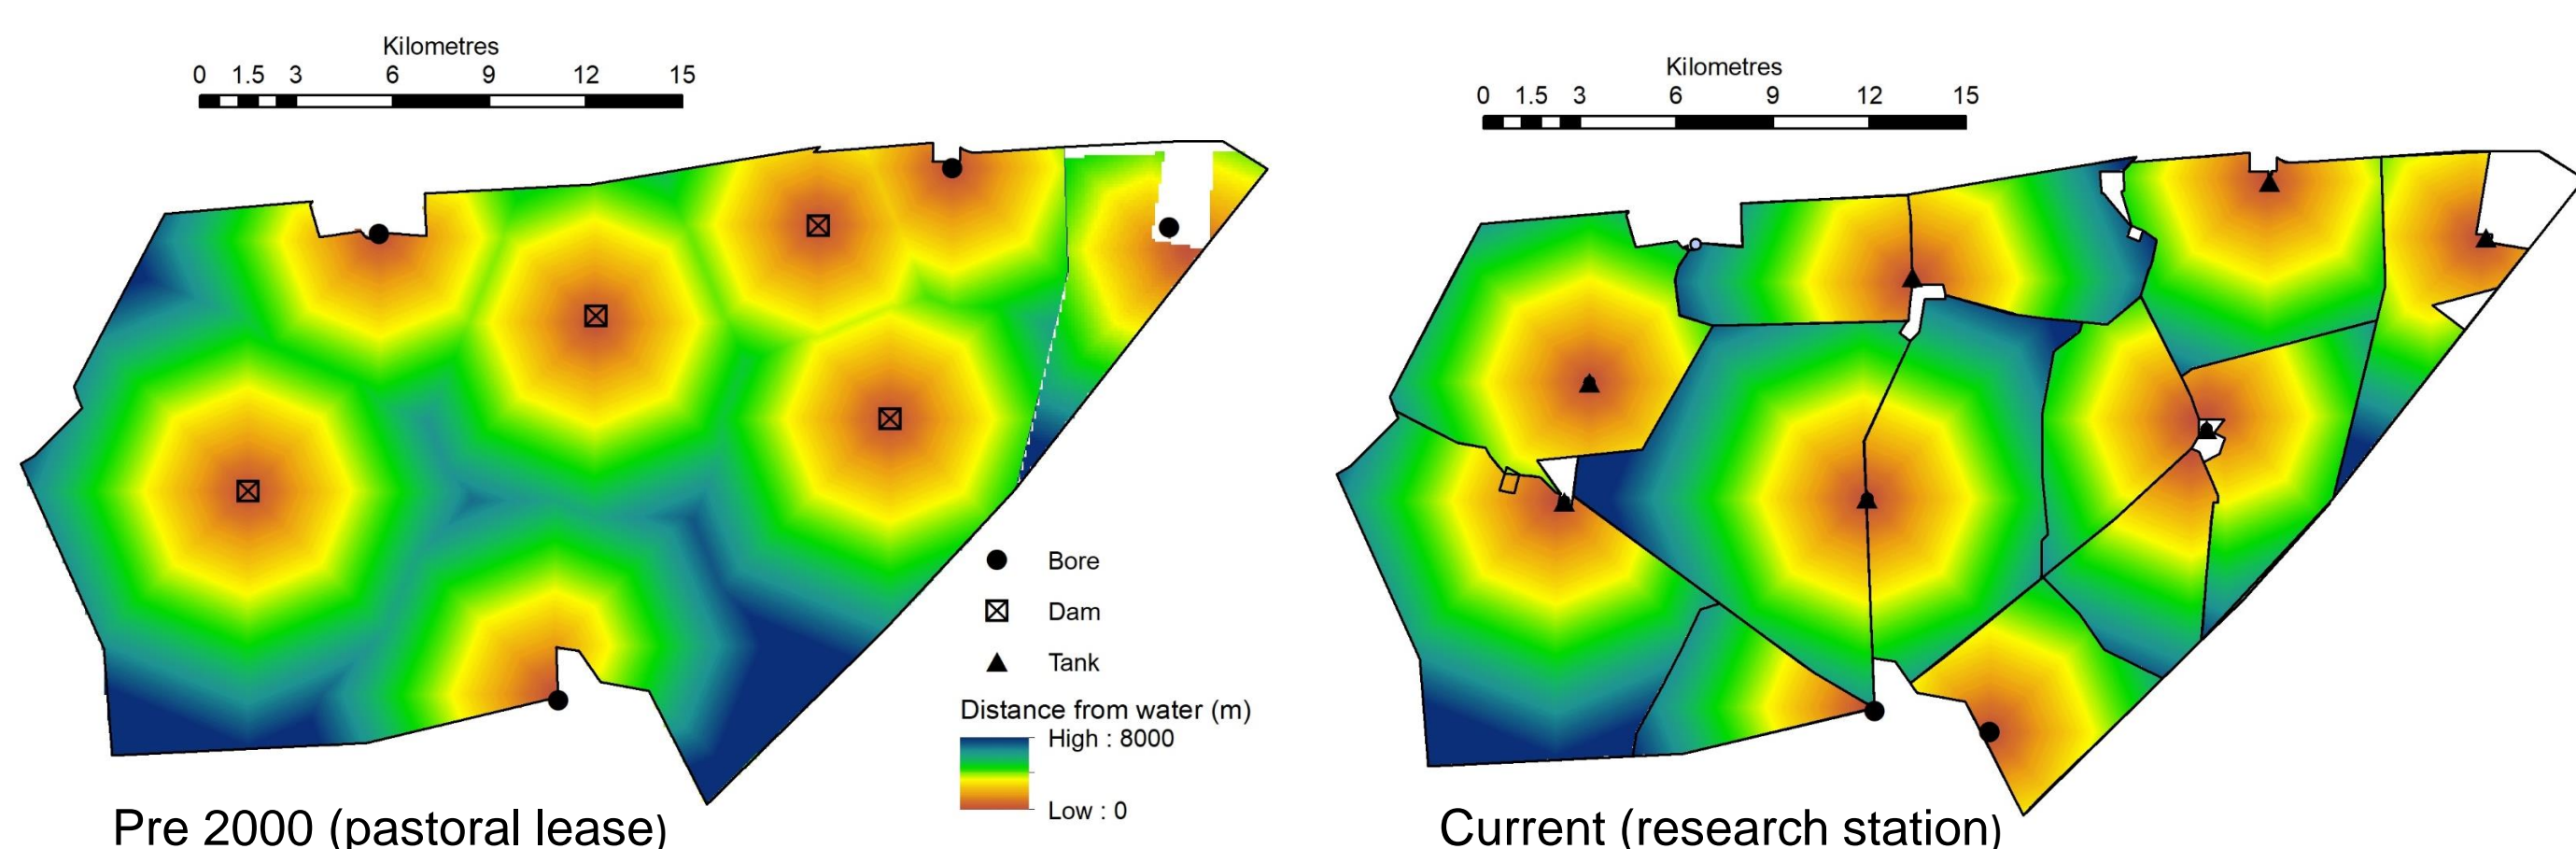 Kilometres
0 1.5 3 6 9 12 15
Kilometres
0 1.5 3 6 9 12 15
Bore
Dam
Tank
Distance from water (m)
High : 8000
Low : 0
Pre 2000 (pastoral lease)
Current (research station)